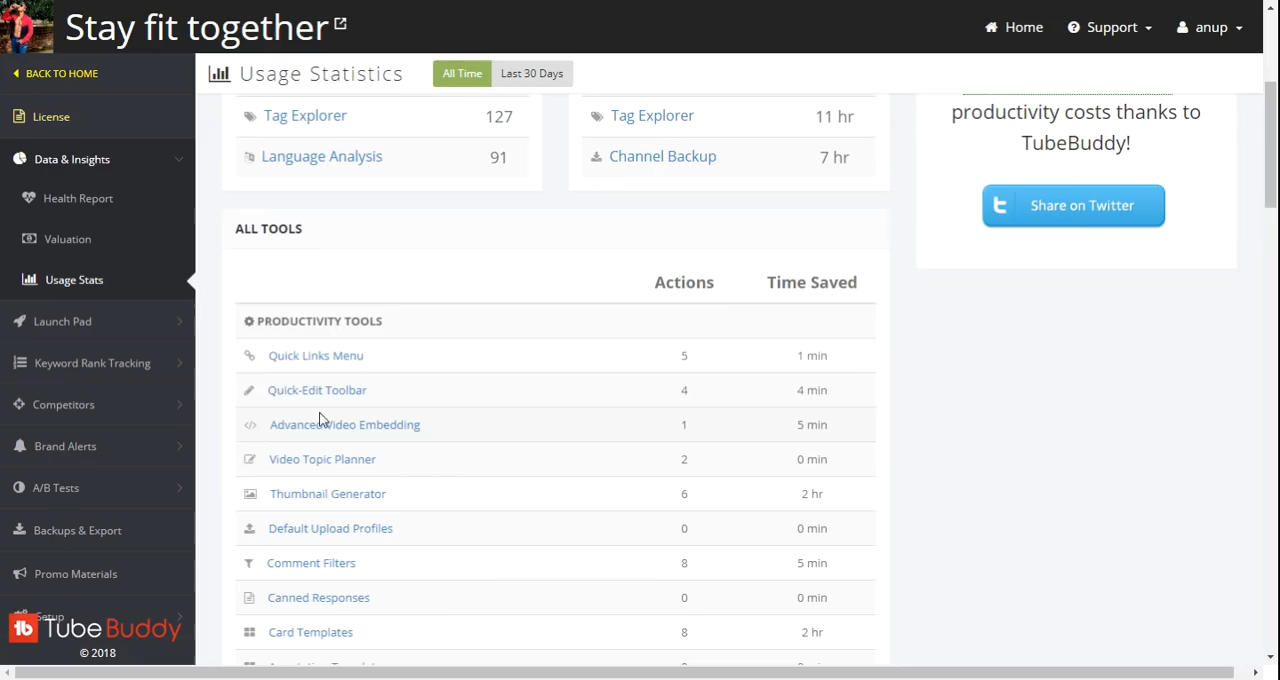 Stay fit together
Home
Support
anup
BACK TO HOME
Usage Statistics
All Time
Last 30 Days
License
Data & Insights
Health Report
Valuation
Usage Stats
Launch Pad
Keyword Rank Tracking
Competitors
Brand Alerts
A/B Tests
Backups & Export
Promo Materials
Setup
TubeBuddy
© 2018
Tag Explorer 127
Language Analysis 91
Tag Explorer 11 hr
Channel Backup 7 hr
productivity costs thanks to
TubeBuddy!
Share on Twitter
ALL TOOLS
Actions Time Saved
PRODUCTIVITY TOOLS
Quick Links Menu 5 1 min
Quick-Edit Toolbar 4 4 min
Advanced Video Embedding 1 5 min
Video Topic Planner 2 0 min
Thumbnail Generator 6 2 hr
Default Upload Profiles 0 0 min
Comment Filters 8 5 min
Canned Responses 0 0 min
Card Templates 8 2 hr